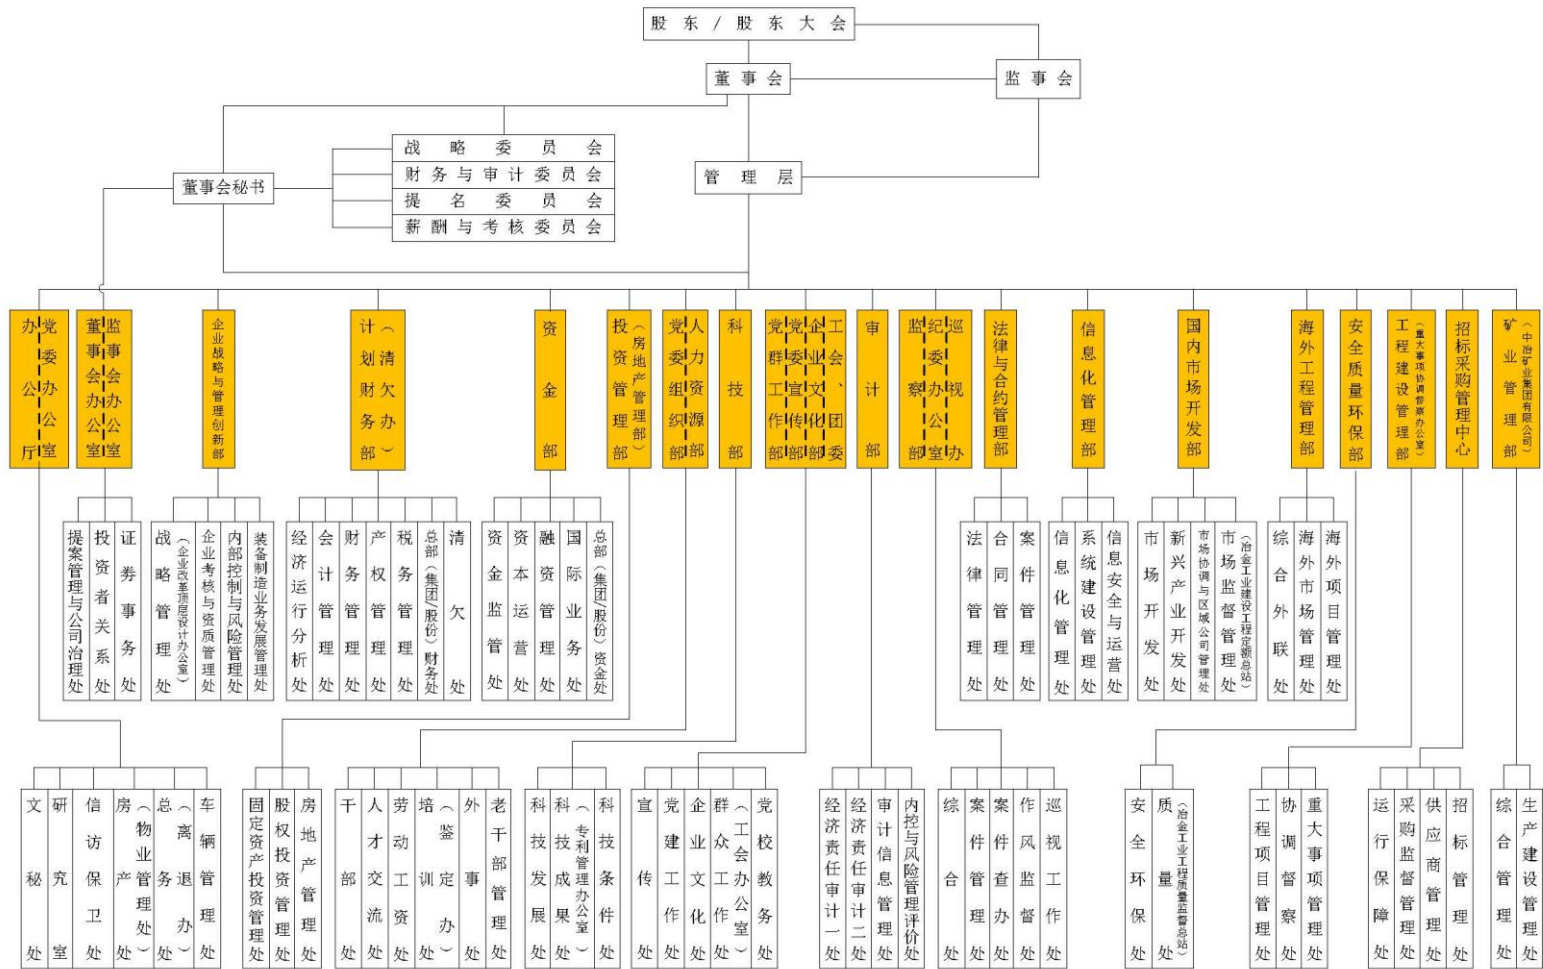 股东/股东大会
董事会
监事会
战略委员会
财务与审计委员会
提名委员会
薪酬与考核委员会
董事会秘书
管理层
办公厅
党委办公室
董事会办公室
监事会办公室
企业战略与管理创新部
计划财务部
（清欠办）
资金部
投资管理部
（房地产管理部）
党委组织部
人力资源部
科技部
党群工作部
党委宣传部
企业文化部
工会、团委
审计部
监察部
纪委办公室
巡视办
法律与合约管理部
信息化管理部
国内市场开发部
海外工程管理部
安全质量环保部
工程建设管理部
（重大事项协调督察办公室）
招标采购管理中心
矿业管理部
（中冶矿业集团有限公司）
提案管理与公司治理处
投资者关系处
证券事务处
战略管理处
（企业改革顶层设计办公室）
企业考核与资质管理处
内部控制与风险管理处
装备制造业务发展管理处
经济运行分析处
会计管理处
财务管理处
产权管理处
税务管理处
总部（集团/股份）财务处
清欠处
资金监管处
资本运营处
融资管理处
国际业务处
总部（集团/股份）资金处
法律管理处
合同管理处
案件管理处
信息化管理处
系统建设管理处
信息安全与运营处
市场开发处
新兴产业开发处
市场协调与区域公司管理处
市场监督管理处
（冶金工业建设工程定额总站）
综合外联处
海外市场管理处
海外项目管理处
文秘处
研究室
信访保卫处
房产处
（物业管理处）
总务处
（离退办）
车辆管理处
固定资产投资管理处
股权投资管理处
房地产管理处
干部处
人才交流处
劳动工资处
培训处
（鉴定办）
外事处
老干部管理处
科技发展处
科技成果处
（专利管理办公室）
科技条件处
宣传处
党建工作处
企业文化处
群众工作处
（工会办公室）
党校教务处
经济责任审计一处
经济责任审计二处
审计信息管理处
内控与风险管理评价处
综合处
案件管理处
案件查办处
作风监督处
巡视工作处
安全环保处
质量处
（冶金工业工程质量监督总站）
工程项目管理处
协调督察处
重大事项管理处
运行保障处
采购监督管理处
供应商管理处
招标管理处
综合管理处
生产建设管理处